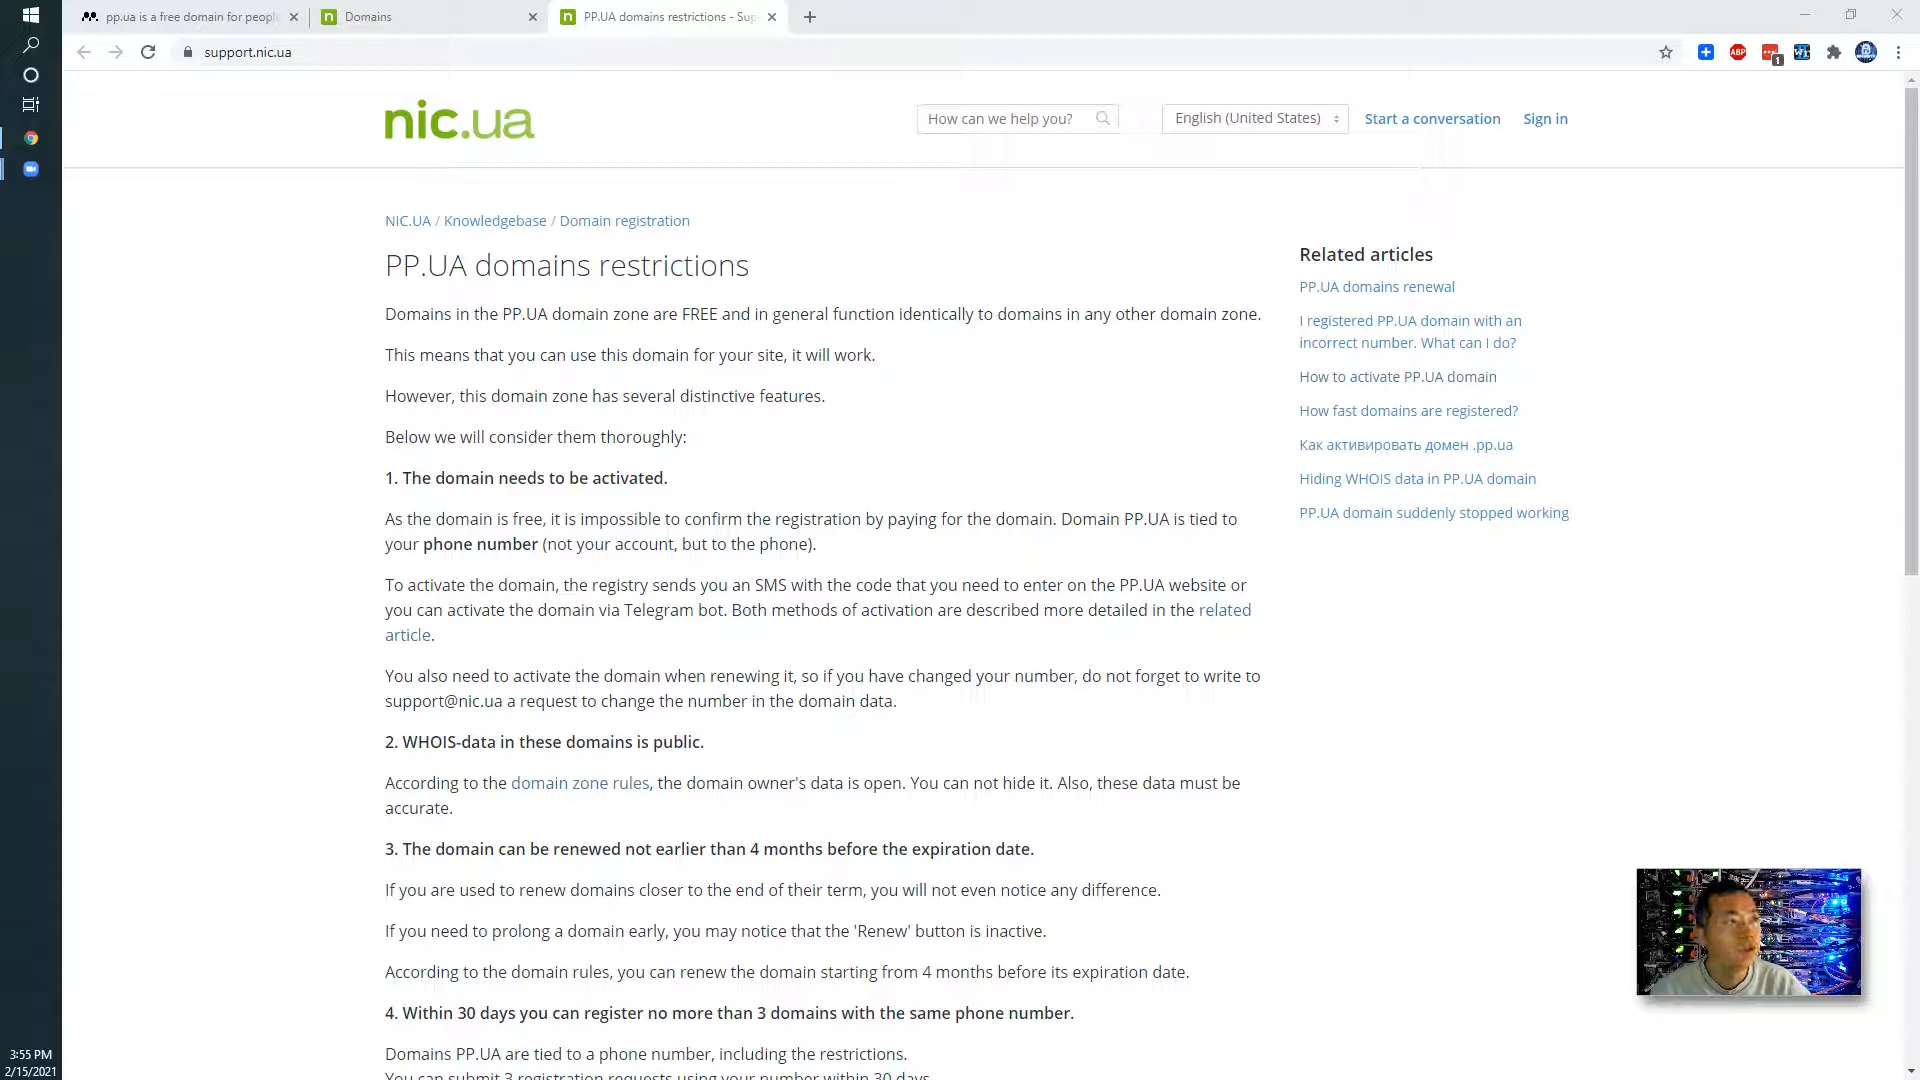 pp.ua is a free domain for peopl
Domains
PP.UA domains restrictions - Sup
support.nic.ua
ABP
1
nic.ua
How can we help you?
English (United States)
Start a conversation
Sign in
NIC.UA / Knowledgebase / Domain registration
PP.UA domains restrictions
Domains in the PP.UA domain zone are FREE and in general function identically to domains in any other domain zone.
This means that you can use this domain for your site, it will work.
However, this domain zone has several distinctive features.
Below we will consider them thoroughly:
1. The domain needs to be activated.
As the domain is free, it is impossible to confirm the registration by paying for the domain. Domain PP.UA is tied to
your phone number (not your account, but to the phone).
To activate the domain, the registry sends you an SMS with the code that you need to enter on the PP.UA website or
you can activate the domain via Telegram bot. Both methods of activation are described more detailed in the related
article.
You also need to activate the domain when renewing it, so if you have changed your number, do not forget to write to
support@nic.ua a request to change the number in the domain data.
2. WHOIS-data in these domains is public.
According to the domain zone rules, the domain owner's data is open. You can not hide it. Also, these data must be
accurate.
3. The domain can be renewed not earlier than 4 months before the expiration date.
If you are used to renew domains closer to the end of their term, you will not even notice any difference.
If you need to prolong a domain early, you may notice that the 'Renew' button is inactive.
According to the domain rules, you can renew the domain starting from 4 months before its expiration date.
4. Within 30 days you can register no more than 3 domains with the same phone number.
Domains PP.UA are tied to a phone number, including the restrictions.
You can submit 3 registration requests using your number within 30 days
Related articles
PP.UA domains renewal
I registered PP.UA domain with an
incorrect number. What can I do?
How to activate PP.UA domain
How fast domains are registered?
Как активировать домен .pp.ua
Hiding WHOIS data in PP.UA domain
PP.UA domain suddenly stopped working
3:55 PM
2/15/2021